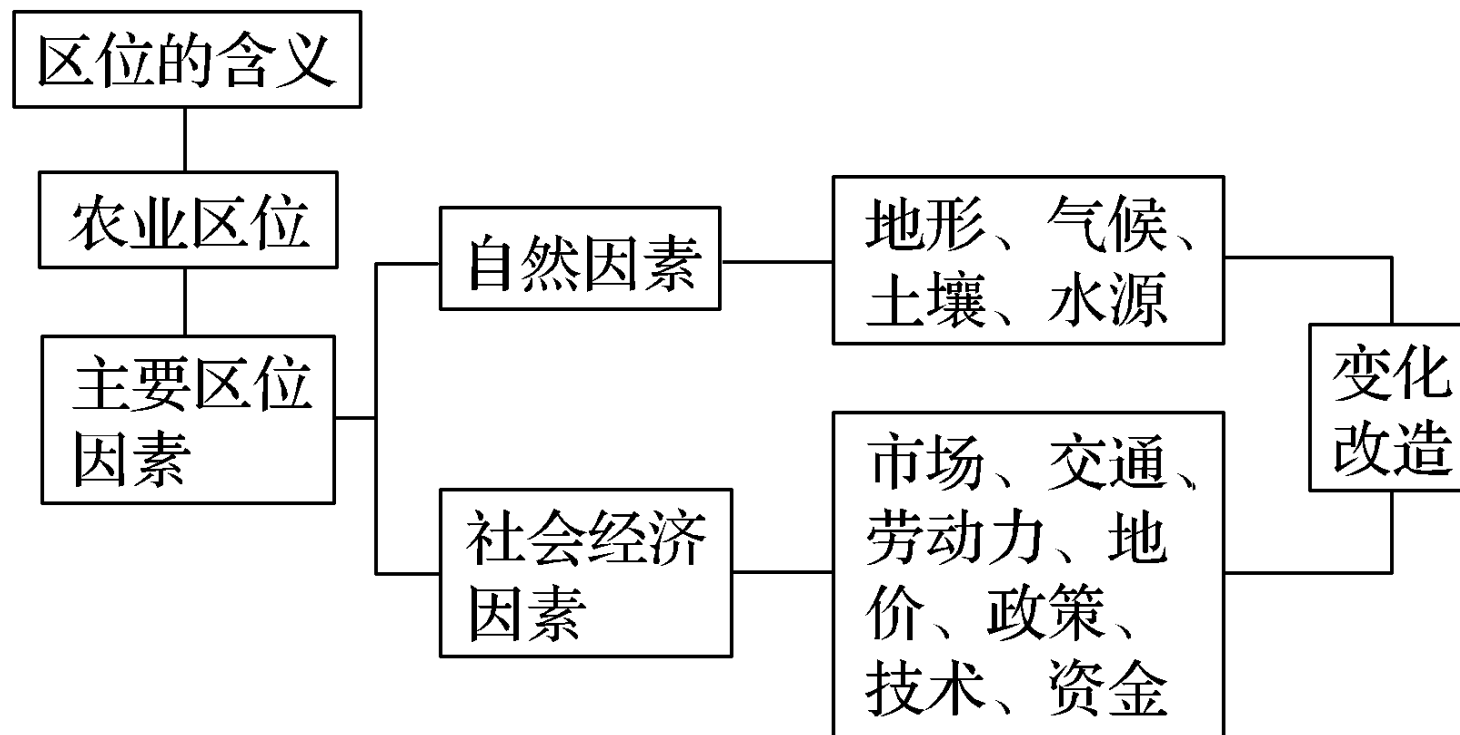 区位的含义
农业区位
主要区位
因素
自然因素
地形、气候、
土壤、水源
社会经济
因素
市场、交通、
劳动力、地
价、政策、
技术、资金
变化
改造